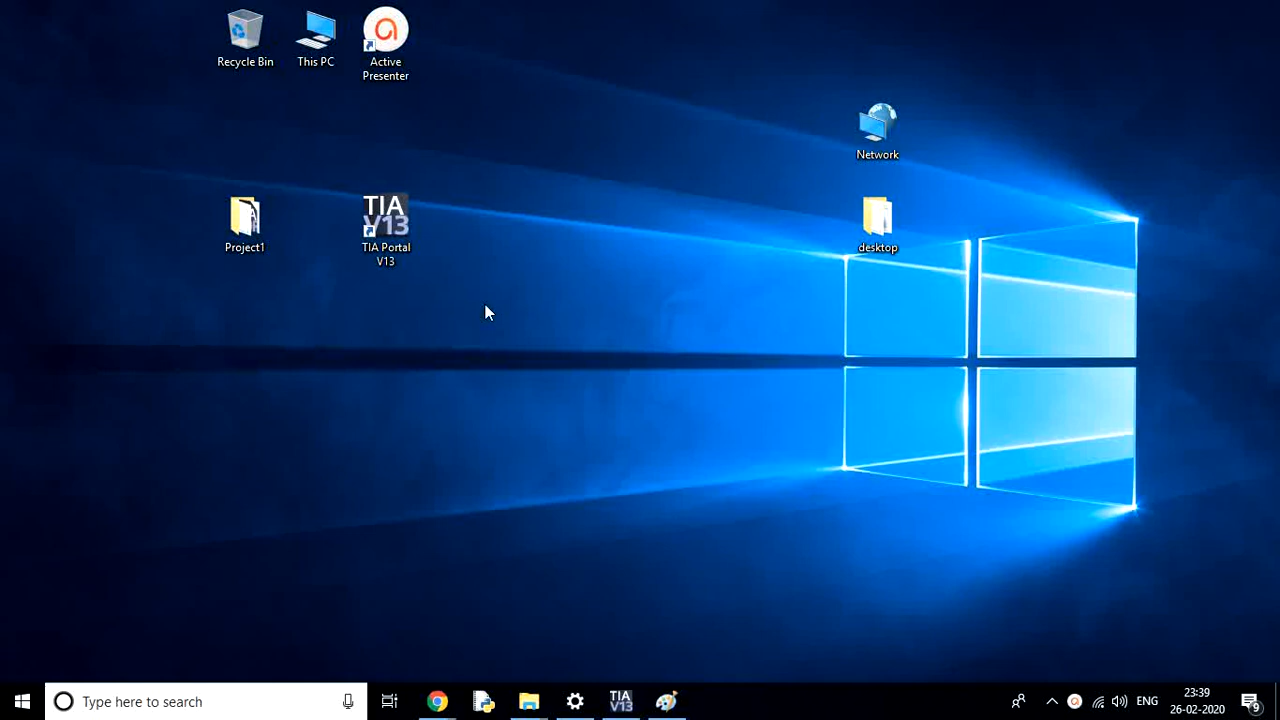 Recycle Bin
This PC
Active
Presenter
Network
Project1
TIA
V13
TIA Portal
V13
desktop
Type here to search
TIA
V13
ENG
23:39
26-02-2020
9